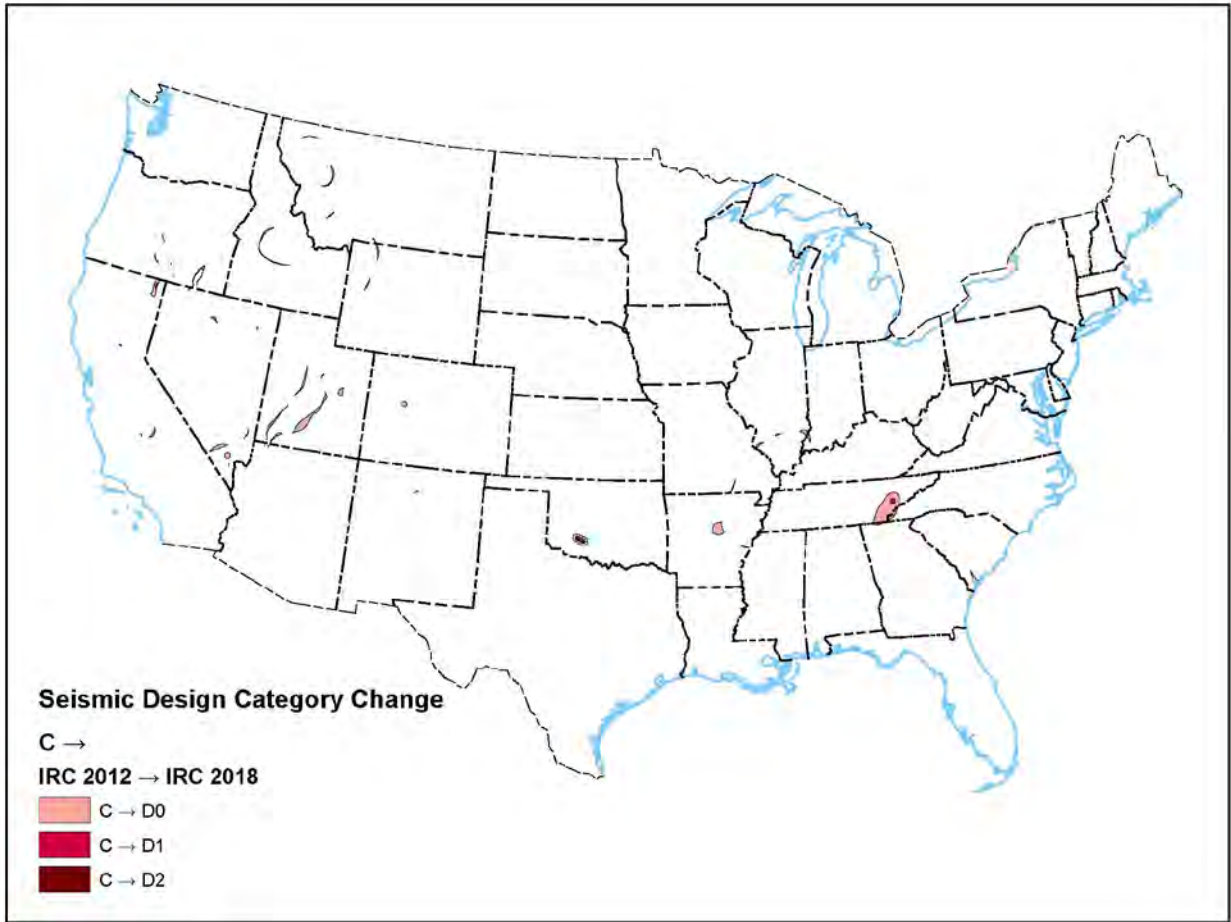 Seismic Design Category Change
C →
IRC 2012 → IRC 2018
C → D0
C → D1
C → D2